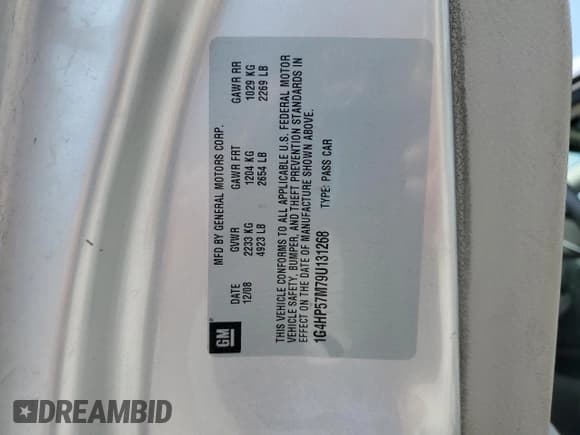 GM
MFD BY GENERAL MOTORS CORP.
DATE GVWR GAWR FRT GAWR RR
12/08 2233 KG 1204 KG 1029 KG
4923 LB 2654 LB 2269 LB
THIS VEHICLE CONFORMS TO ALL APPLICABLE U.S. FEDERAL MOTOR
VEHICLE SAFETY, BUMPER, AND THEFT PREVENTION STANDARDS IN
EFFECT ON THE DATE OF MANUFACTURE SHOWN ABOVE.
1G4HP57M79U131268 TYPE: PASS CAR
DREAMBID